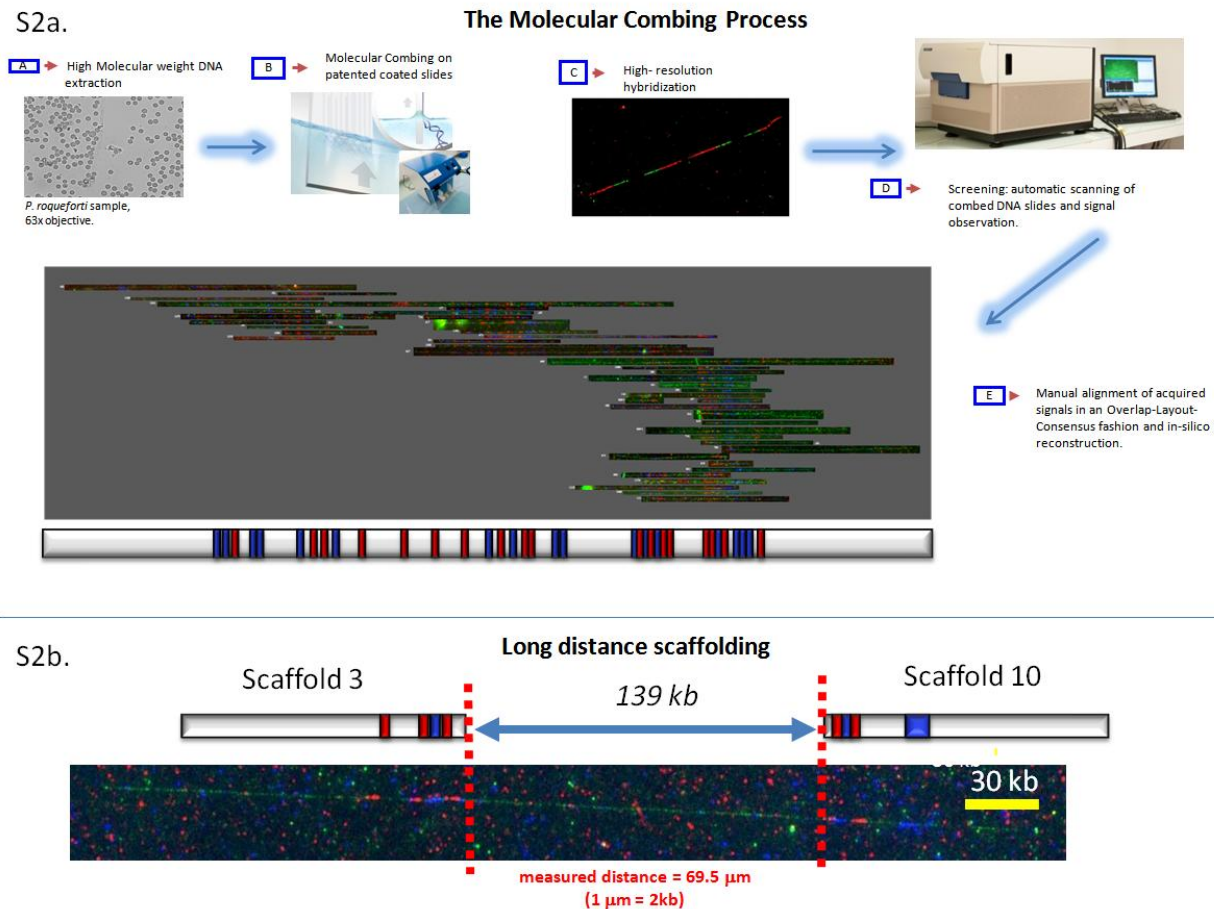 S2a.
The Molecular Combing Process
A
High Molecular weight DNA
extraction
B
Molecular Combing on
patented coated slides
C
High- resolution
hybridization
P. roqueforti sample,
63x objective.
D
Screening: automatic scanning of
combed DNA slides and signal
observation.
E
Manual alignment of acquired
signals in an Overlap-Layout-
Consensus fashion and in-silico
reconstruction.
S2b.
Long distance scaffolding
Scaffold 3
139 kb
Scaffold 10
30 kb
measured distance = 69.5 µm
(1 µm = 2kb)